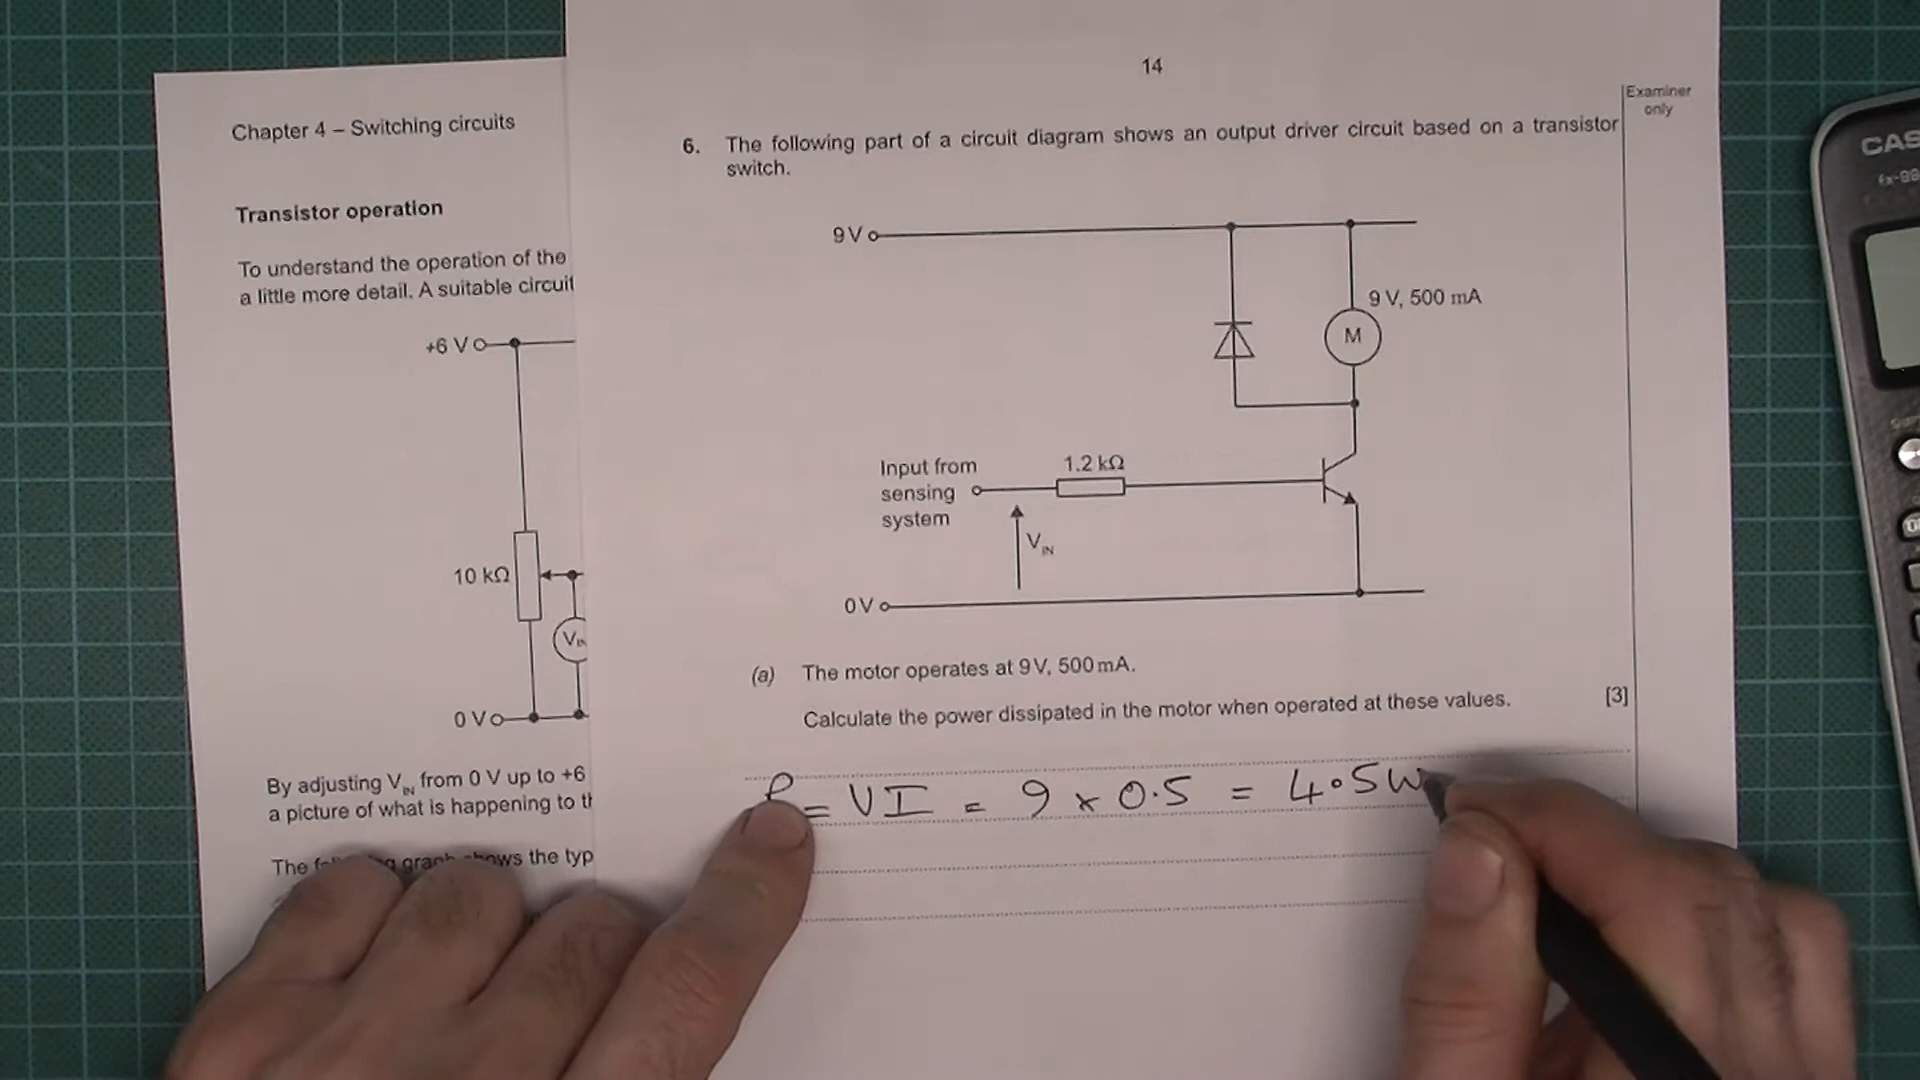 Chapter 4 – Switching circuits
Transistor operation
To understand the operation of the
a little more detail. A suitable circuit
+6 V
10 kΩ
V IN
0 V
By adjusting V IN from 0 V up to +6
a picture of what is happening to th
The graph shows the typ
14
Examiner
only
6. The following part of a circuit diagram shows an output driver circuit based on a transistor
switch.
9 V
9 V, 500 mA
M
Input from
sensing
system
1.2 kΩ
V IN
0 V
(a) The motor operates at 9 V, 500 mA.
Calculate the power dissipated in the motor when operated at these values. [3]
P = VI = 9 × 0.5 = 4.5W
CAS
fx-99